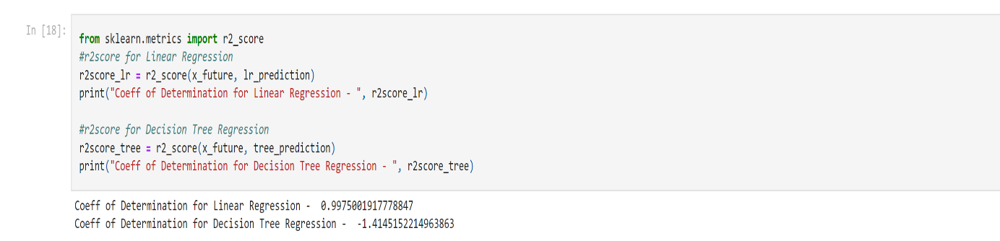 In [18]:
from sklearn.metrics import r2_score
#r2score for Linear Regression
r2score_lr = r2_score(x_future, lr_prediction)
print("Coeff of Determination for Linear Regression - ", r2score_lr)
#r2score for Decision Tree Regression
r2score_tree = r2_score(x_future, tree_prediction)
print("Coeff of Determination for Decision Tree Regression - ", r2score_tree)
Coeff of Determination for Linear Regression -  0.9975001917778847
Coeff of Determination for Decision Tree Regression -  -1.4145152214963863